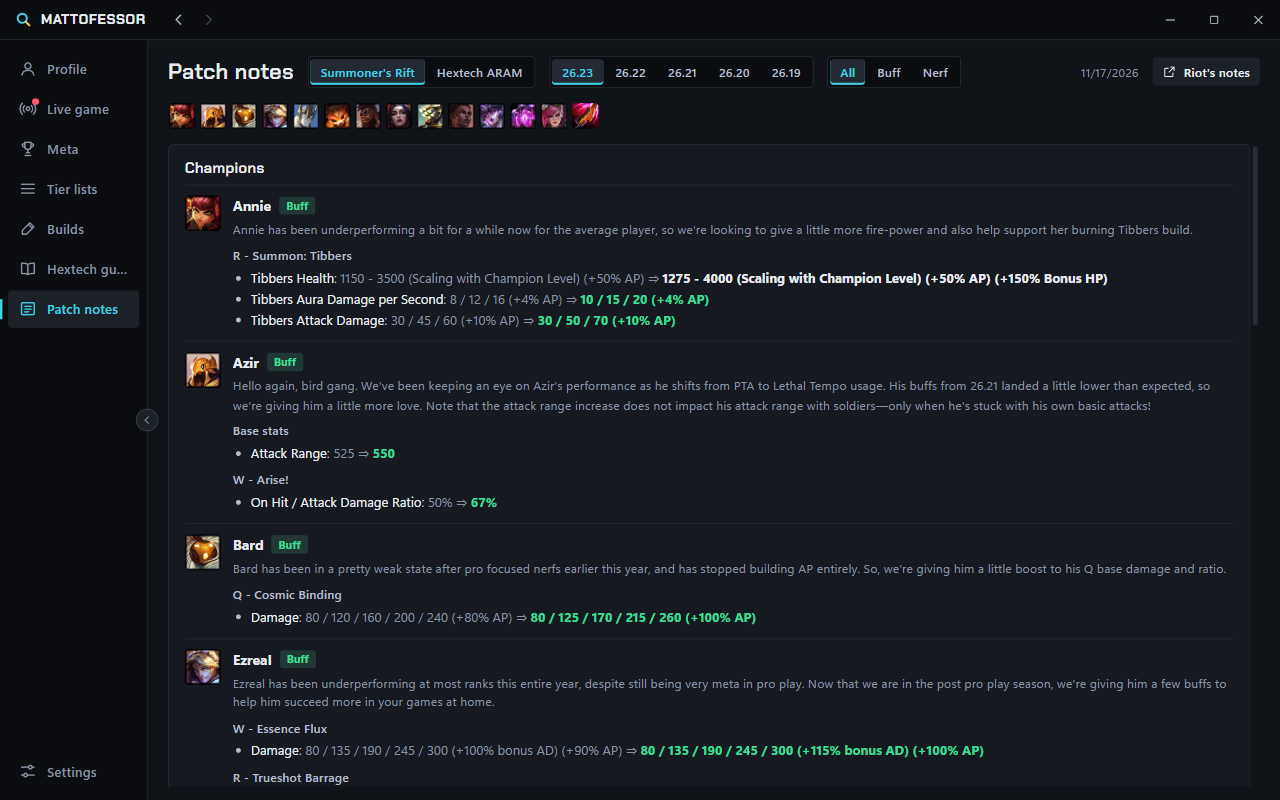 MATTOFESSOR
Profile
Live game
Meta
Tier lists
Builds
Hextech gu...
Patch notes
Settings
Patch notes
Summoner's Rift
Hextech ARAM
26.23
26.22
26.21
26.20
26.19
All
Buff
Nerf
11/17/2026
Riot's notes
Champions
Annie
Buff
Annie has been underperforming a bit for a while now for the average player, so we're looking to give a little more fire-power and also help support her burning Tibbers build.
R - Summon: Tibbers
• Tibbers Health: 1150 - 3500 (Scaling with Champion Level) (+50% AP) ⇒ 1275 - 4000 (Scaling with Champion Level) (+50% AP) (+150% Bonus HP)
• Tibbers Aura Damage per Second: 8 / 12 / 16 (+4% AP) ⇒ 10 / 15 / 20 (+4% AP)
• Tibbers Attack Damage: 30 / 45 / 60 (+10% AP) ⇒ 30 / 50 / 70 (+10% AP)
Azir
Buff
Hello again, bird gang. We've been keeping an eye on Azir's performance as he shifts from PTA to Lethal Tempo usage. His buffs from 26.21 landed a little lower than expected, so
we're giving him a little more love. Note that the attack range increase does not impact his attack range with soldiers—only when he's stuck with his own basic attacks!
Base stats
• Attack Range: 525 ⇒ 550
W - Arise!
• On Hit / Attack Damage Ratio: 50% ⇒ 67%
Bard
Buff
Bard has been in a pretty weak state after pro focused nerfs earlier this year, and has stopped building AP entirely. So, we're giving him a little boost to his Q base damage and ratio.
Q - Cosmic Binding
• Damage: 80 / 120 / 160 / 200 / 240 (+80% AP) ⇒ 80 / 125 / 170 / 215 / 260 (+100% AP)
Ezreal
Buff
Ezreal has been underperforming at most ranks this entire year, despite still being very meta in pro play. Now that we are in the post pro play season, we're giving him a few buffs to
help him succeed more in your games at home.
W - Essence Flux
• Damage: 80 / 135 / 190 / 245 / 300 (+100% bonus AD) (+90% AP) ⇒ 80 / 135 / 190 / 245 / 300 (+115% bonus AD) (+100% AP)
R - Trueshot Barrage